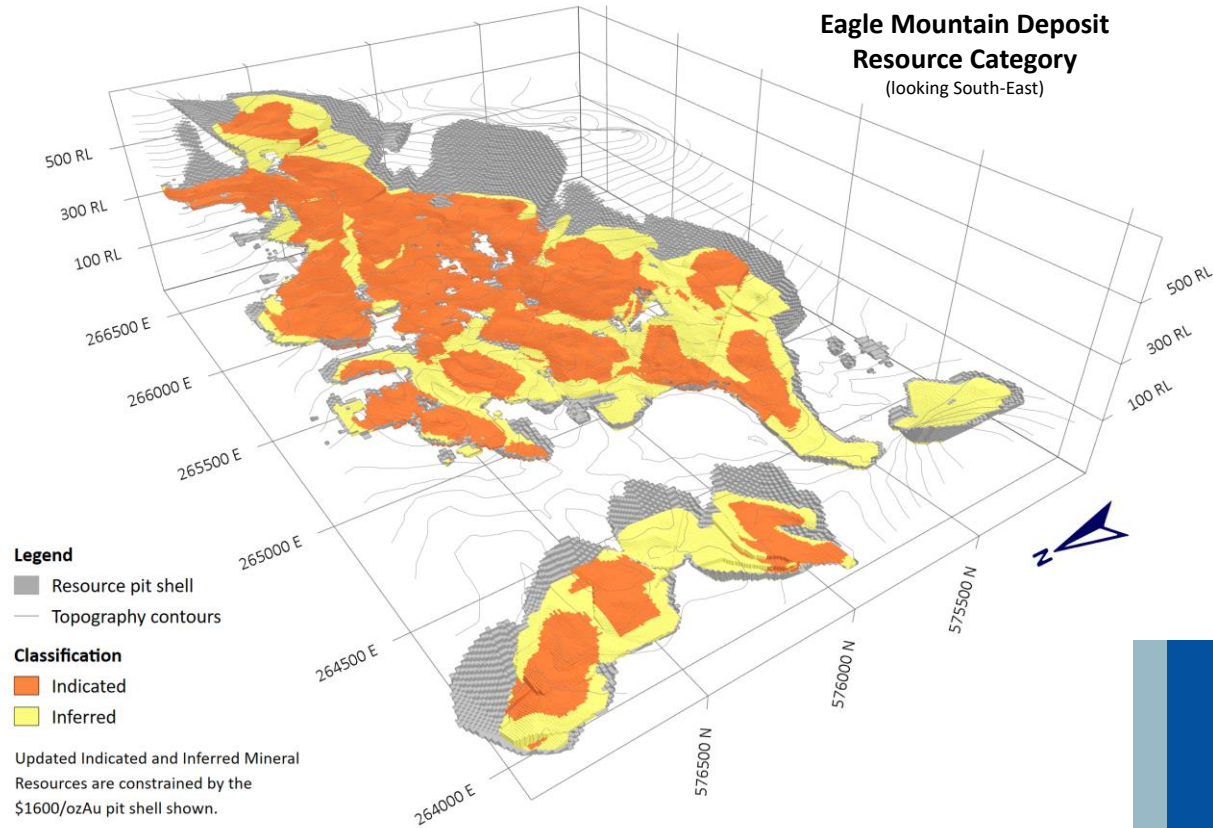 Eagle Mountain Deposit
Resource Category
(looking South-East)
500 RL
300 RL
100 RL
266500 E
266000 E
265500 E
265000 E
264500 E
264000 E
500 RL
300 RL
100 RL
575500 N
576000 N
576500 N
N
Legend
Resource pit shell
Topography contours
Classification
Indicated
Inferred
Updated Indicated and Inferred Mineral
Resources are constrained by the
$1600/ozAu pit shell shown.